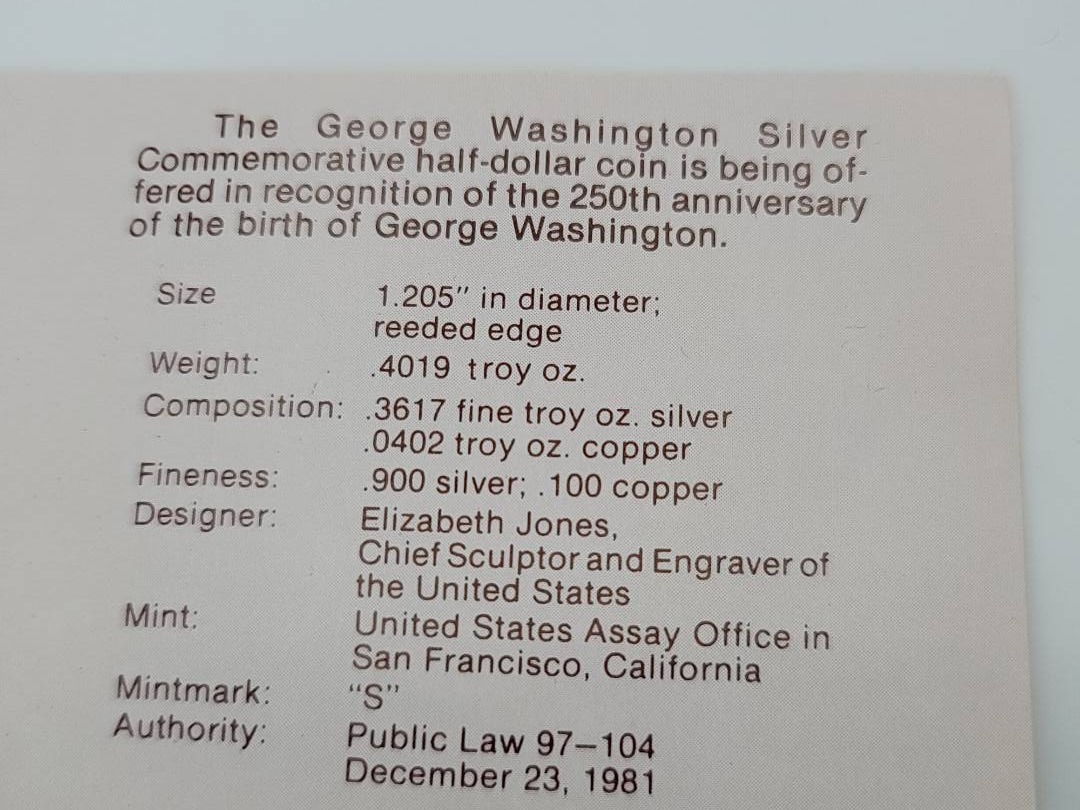 The George Washington Silver
Commemorative half-dollar coin is being of-
fered in recognition of the 250th anniversary
of the birth of George Washington.
Size 1.205" in diameter;
reeded edge
Weight: .4019 troy oz.
Composition: .3617 fine troy oz. silver
.0402 troy oz. copper
Fineness: .900 silver; .100 copper
Designer: Elizabeth Jones,
Chief Sculptor and Engraver of
the United States
Mint: United States Assay Office in
San Francisco, California
Mintmark: “S”
Authority: Public Law 97–104
December 23, 1981